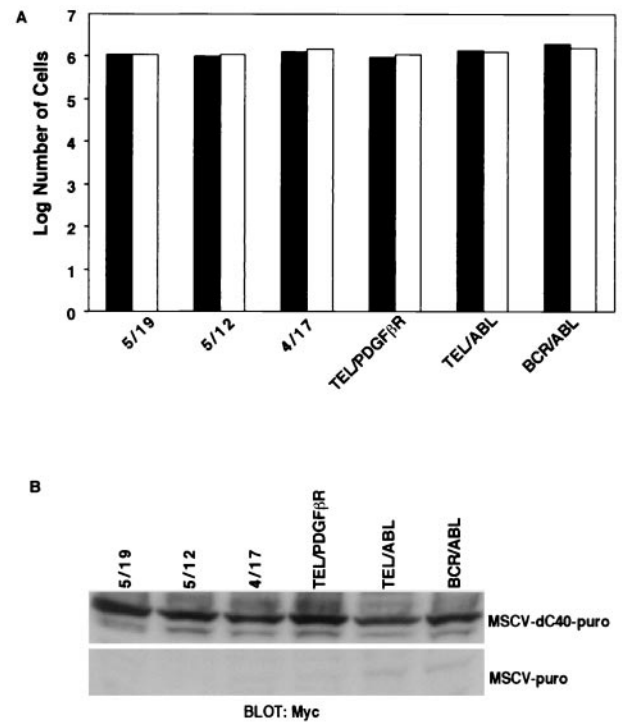 A
Log Number of Cells
7
6
5
4
3
2
1
0
5/19
5/12
4/17
TEL/PDGFβR
TEL/ABL
BCR/ABL
B
5/19
5/12
4/17
TEL/PDGFβR
TEL/ABL
BCR/ABL
MSCV-dC40-puro
MSCV-puro
BLOT: Myc